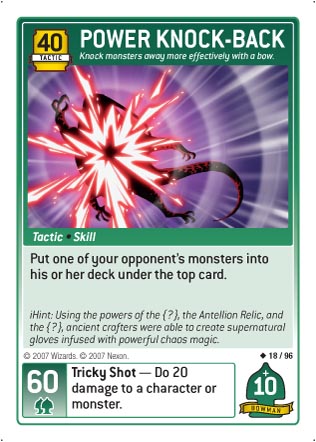 40
TACTIC
POWER KNOCK-BACK
Knock monsters away more effectively with a bow.
Tactic • Skill
Put one of your opponent's monsters into
his or her deck under the top card.
iHint: Using the powers of the {?}, the Antellion Relic, and
the {?}, ancient crafters were able to create supernatural
gloves infused with powerful chaos magic.
© 2007 Wizards. © 2007 Nexon.
◆ 18 / 96
60
Tricky Shot — Do 20
damage to a character or
monster.
+
10
BOWMAN